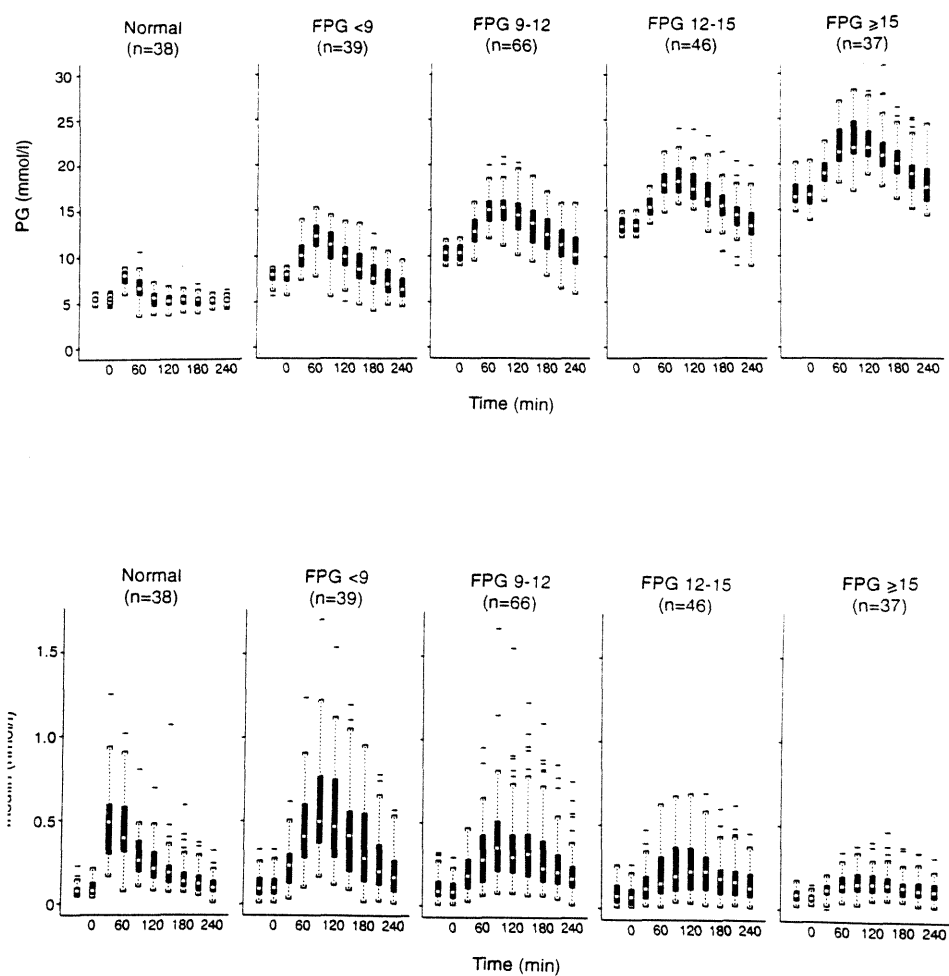 Normal
(n=38)
FPG <9
(n=39)
FPG 9-12
(n=66)
FPG 12-15
(n=46)
FPG ⩾15
(n=37)
PG (mmol/l)
30
25
20
15
10
5
0
0 60 120 180 240
0 60 120 180 240
0 60 120 180 240
0 60 120 180 240
0 60 120 180 240
Time (min)
Normal
(n=38)
FPG <9
(n=39)
FPG 9-12
(n=66)
FPG 12-15
(n=46)
FPG ⩾15
(n=37)
1.5
1.0
0.5
0
0 60 120 180 240
0 60 120 180 240
0 60 120 180 240
0 60 120 180 240
0 60 120 180 240
Time (min)